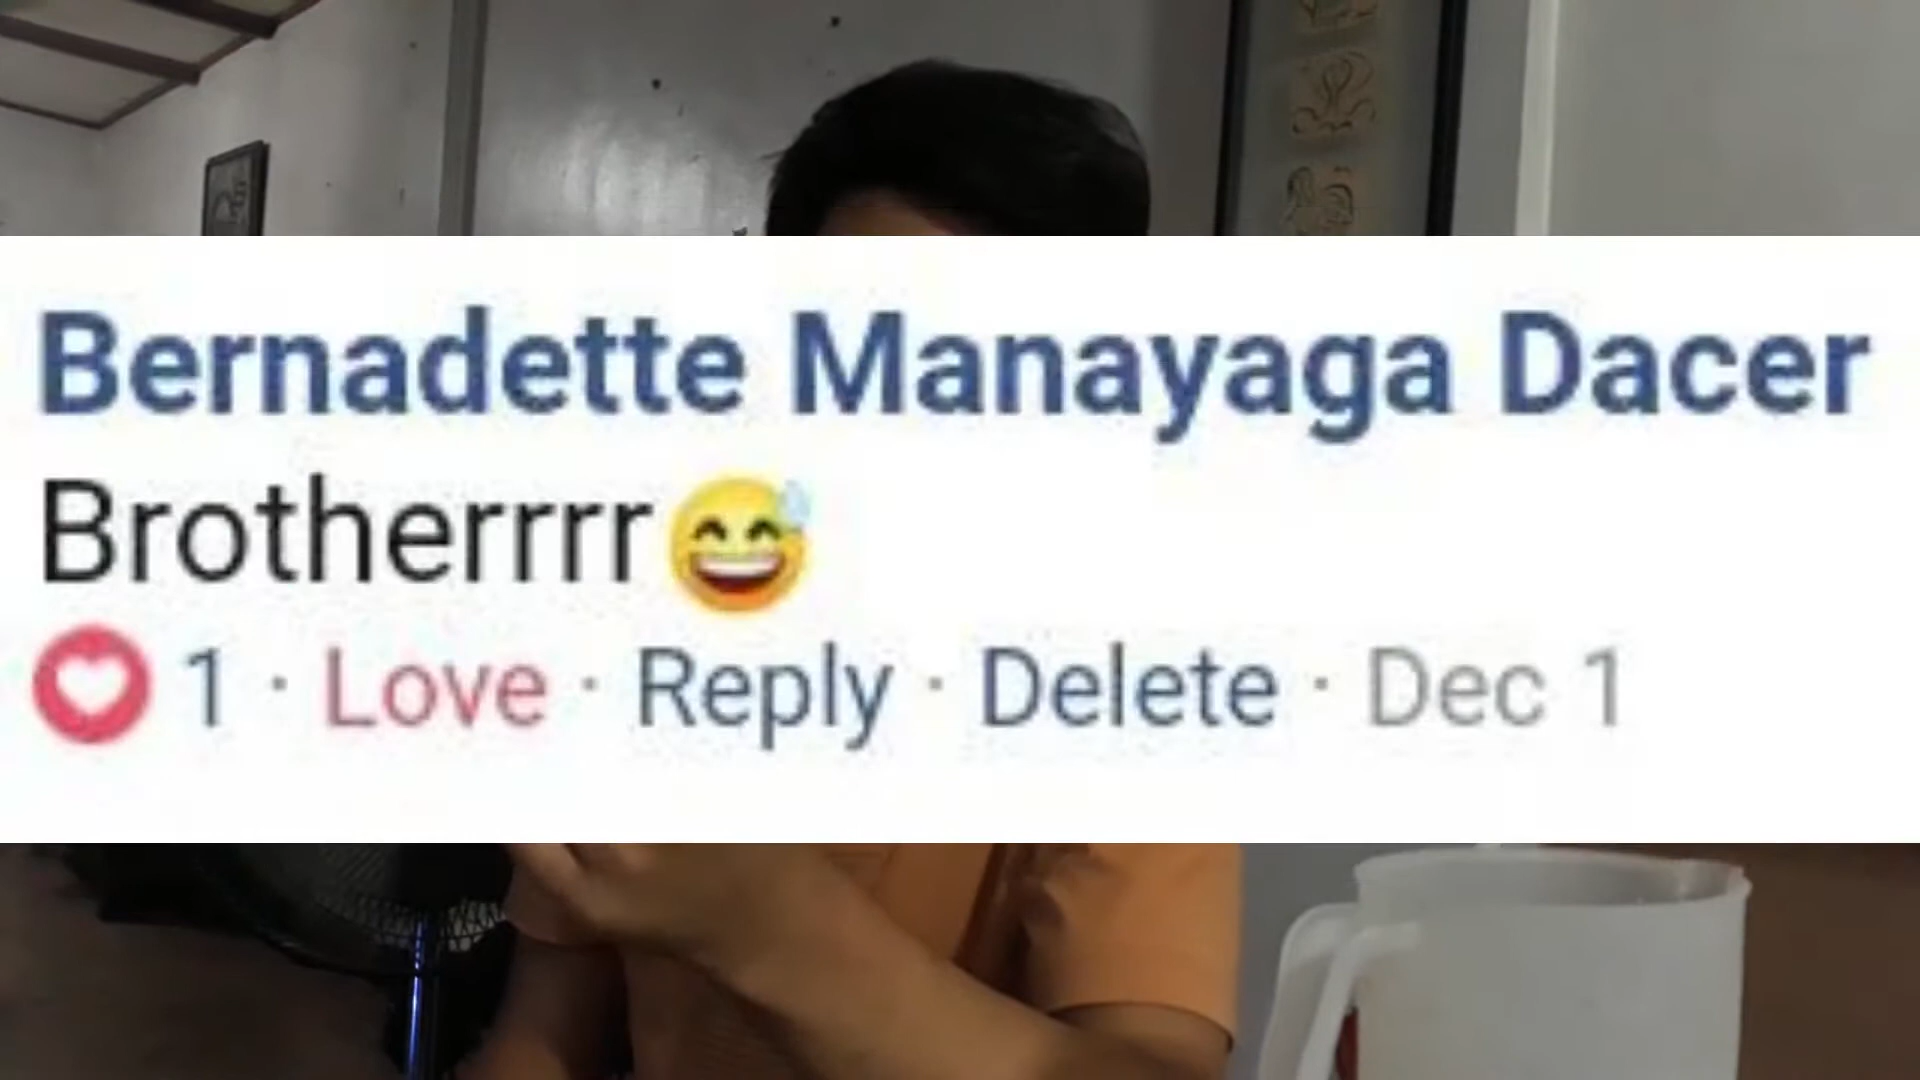 Bernadette Manayaga Dacer
Brotherrrr😅
1 · Love · Reply · Delete · Dec 1